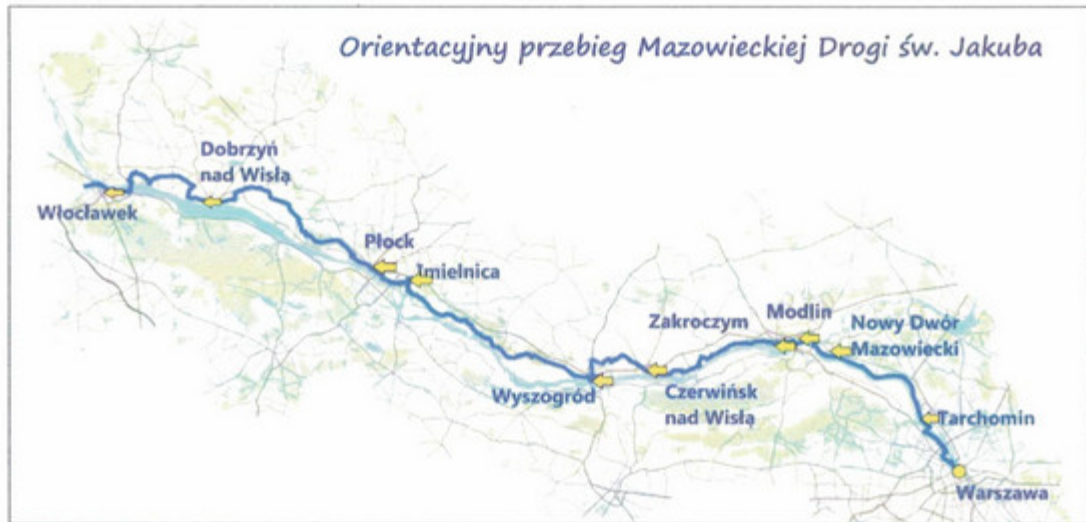 Orientacyjny przebieg Mazowieckiej Drogi św. Jakuba
Dobrzyń
nad Wisłą
Włocławek
Płock
Imielnica
Zakroczym
Modlin
Nowy Dwór
Mazowiecki
Wyszogród
Czerwińsk
nad Wisłą
Tarchomin
Warszawa